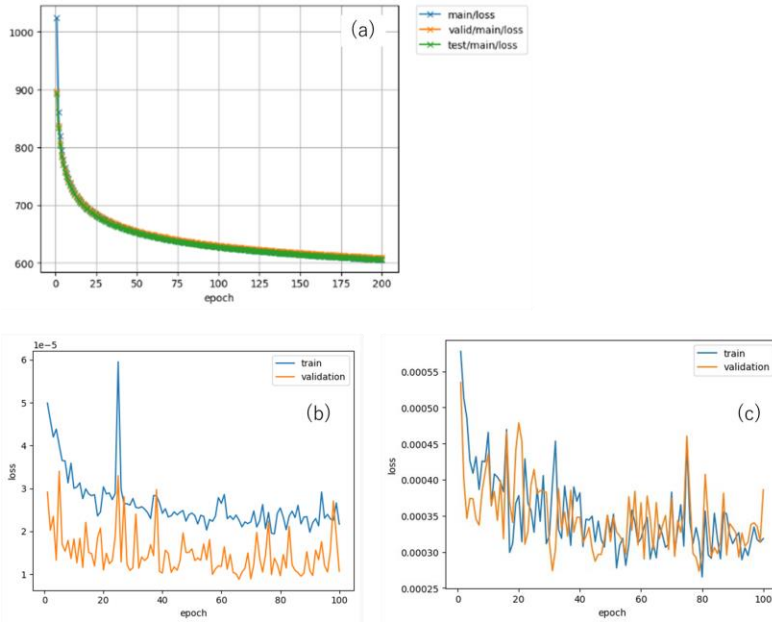 (a)
main/loss
valid/main/loss
test/main/loss
1000
900
800
700
600
0 25 50 75 100 125 150 175 200
epoch
1e-5
(b)
train
validation
6
5
4
3
2
1
loss
0 20 40 60 80 100
epoch
(c)
train
validation
0.00055
0.00050
0.00045
0.00040
0.00035
0.00030
0.00025
loss
0 20 40 60 80 100
epoch